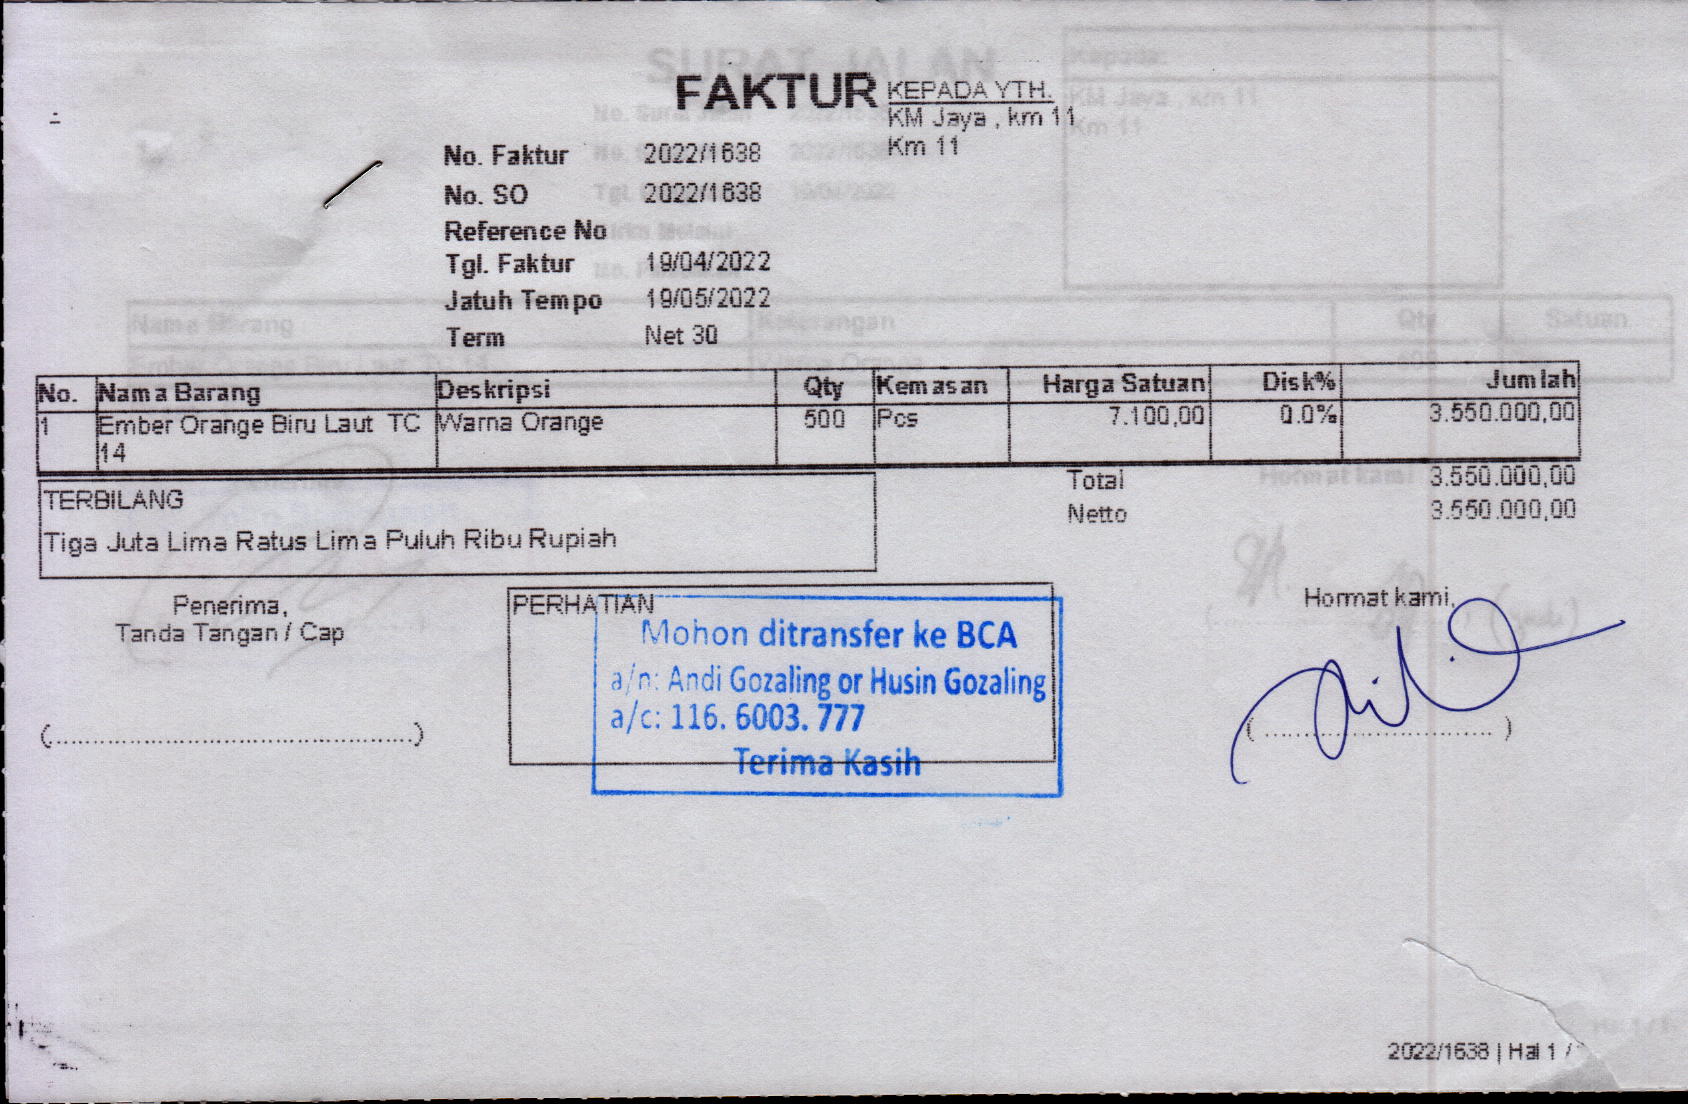 FAKTUR
KEPADA YTH.
KM Jaya , km 11
Km 11
No. Faktur 2022/1638
No. SO 2022/1638
Reference No
Tgl. Faktur 19/04/2022
Jatuh Tempo 19/05/2022
Term Net 30
No. Nama Barang Deskripsi Qty Kemasan Harga Satuan Disk% Jumlah
1 Ember Orange Biru Laut TC Warna Orange 500 Pcs 7.100,00 0.0% 3.550.000,00
14
Total 3.550.000,00
Netto 3.550.000,00
TERBILANG
Tiga Juta Lima Ratus Lima Puluh Ribu Rupiah
Penerima,
Tanda Tangan / Cap
(..............................................)
PERHATIAN
Mohon ditransfer ke BCA
a/n: Andi Gozaling or Husin Gozaling
a/c: 116. 6003. 777
Terima Kasih
Hormat kami,
( .............................. )
2022/1638 | Hal 1 /